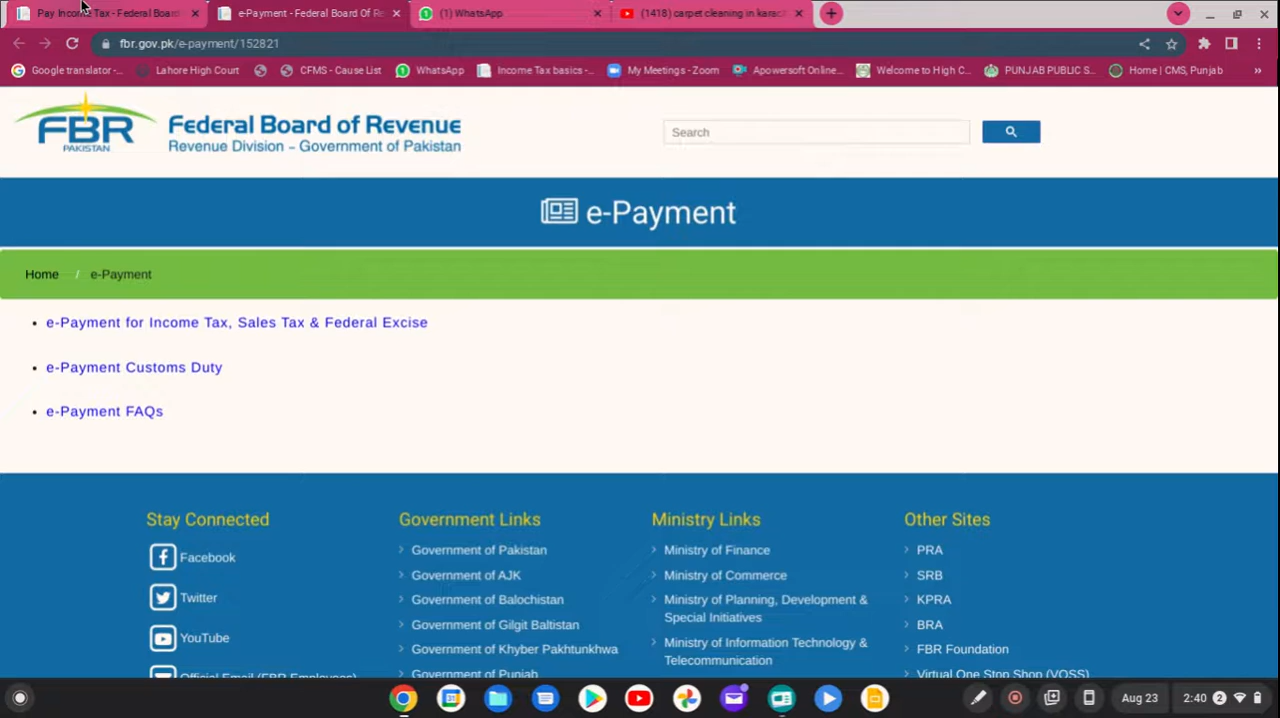 Pay Income Tax - Federal Board
e-Payment - Federal Board Of Re
(1) WhatsApp
(1418) carpet cleaning in karac
fbr.gov.pk/e-payment/152821
Google translator -...
Lahore High Court
CFMS - Cause List
WhatsApp
Income Tax basics -...
My Meetings - Zoom
Apowersoft Online...
Welcome to High C...
PUNJAB PUBLIC S...
Home | CMS, Punjab
»
FBR
PAKISTAN
Federal Board of Revenue
Revenue Division – Government of Pakistan
Search
e-Payment
Home / e-Payment
• e-Payment for Income Tax, Sales Tax & Federal Excise
• e-Payment Customs Duty
• e-Payment FAQs
Stay Connected
Facebook
Twitter
YouTube
Official Email (FBR Employees)
Government Links
Government of Pakistan
Government of AJK
Government of Balochistan
Government of Gilgit Baltistan
Government of Khyber Pakhtunkhwa
Government of Punjab
Ministry Links
Ministry of Finance
Ministry of Commerce
Ministry of Planning, Development &
Special Initiatives
Ministry of Information Technology &
Telecommunication
Other Sites
PRA
SRB
KPRA
BRA
FBR Foundation
Virtual One Stop Shop (VOSS)
Aug 23
2:40
2